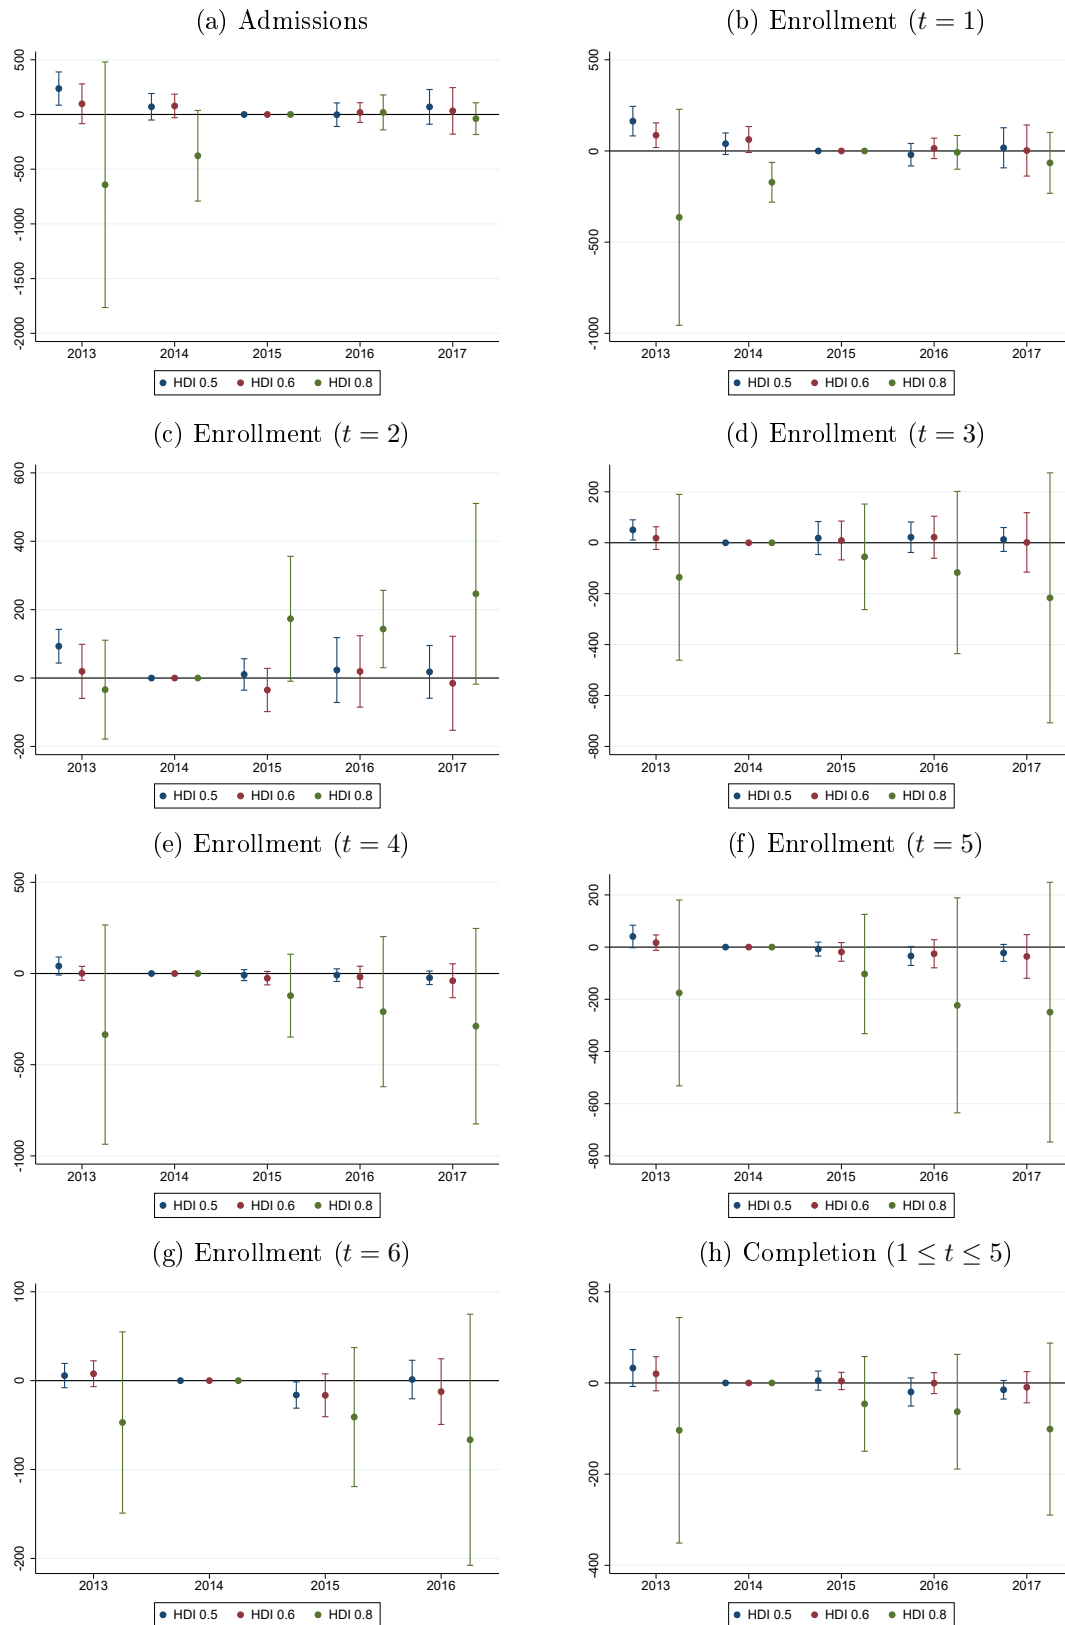 (a) Admissions
500
0
-500
-1000
-1500
-2000
2013 2014 2015 2016 2017
HDI 0.5 HDI 0.6 HDI 0.8
(b) Enrollment (t = 1)
500
0
-500
-1000
2013 2014 2015 2016 2017
HDI 0.5 HDI 0.6 HDI 0.8
(c) Enrollment (t = 2)
600
400
200
0
-200
2013 2014 2015 2016 2017
HDI 0.5 HDI 0.6 HDI 0.8
(d) Enrollment (t = 3)
200
0
-200
-400
-600
-800
2013 2014 2015 2016 2017
HDI 0.5 HDI 0.6 HDI 0.8
(e) Enrollment (t = 4)
500
0
-500
-1000
2013 2014 2015 2016 2017
HDI 0.5 HDI 0.6 HDI 0.8
(f) Enrollment (t = 5)
200
0
-200
-400
-600
-800
2013 2014 2015 2016 2017
HDI 0.5 HDI 0.6 HDI 0.8
(g) Enrollment (t = 6)
100
0
-100
-200
2013 2014 2015 2016
HDI 0.5 HDI 0.6 HDI 0.8
(h) Completion (1 ≤ t ≤ 5)
200
0
-200
-400
2013 2014 2015 2016 2017
HDI 0.5 HDI 0.6 HDI 0.8